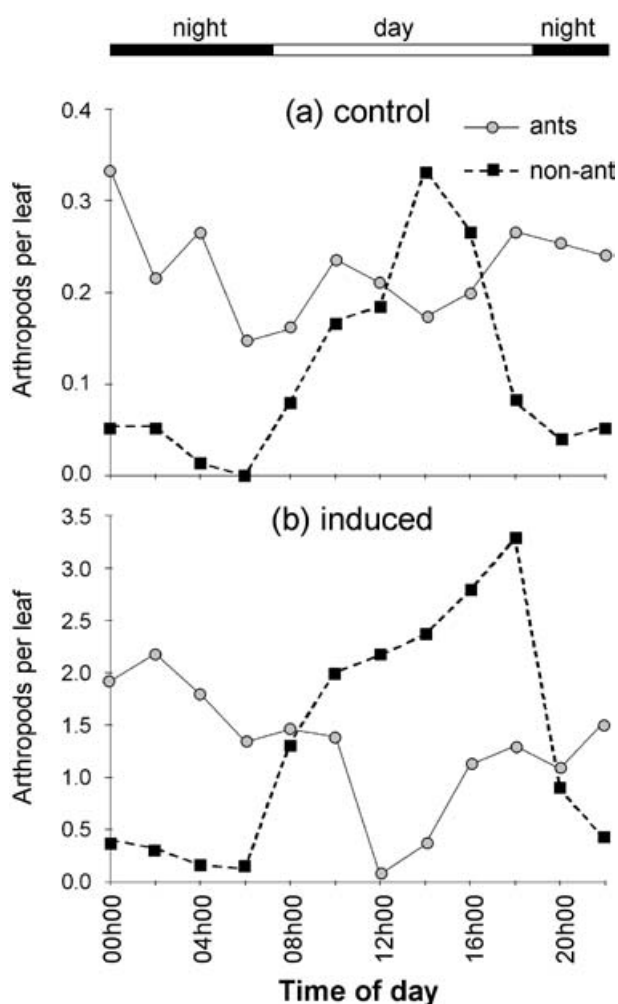 night day night
(a) control
ants
non-ant
Arthropods per leaf
0.4
0.3
0.2
0.1
0.0
(b) induced
Arthropods per leaf
3.5
3.0
2.5
2.0
1.5
1.0
0.5
0.0
00h00 04h00 08h00 12h00 16h00 20h00
Time of day